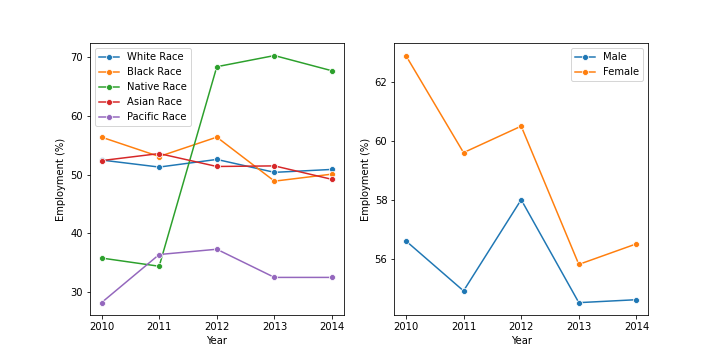 White Race
Black Race
Native Race
Asian Race
Pacific Race
70
60
50
40
30
Employment (%)
2010 2011 2012 2013 2014
Year
Male
Female
62
60
58
56
Employment (%)
2010 2011 2012 2013 2014
Year